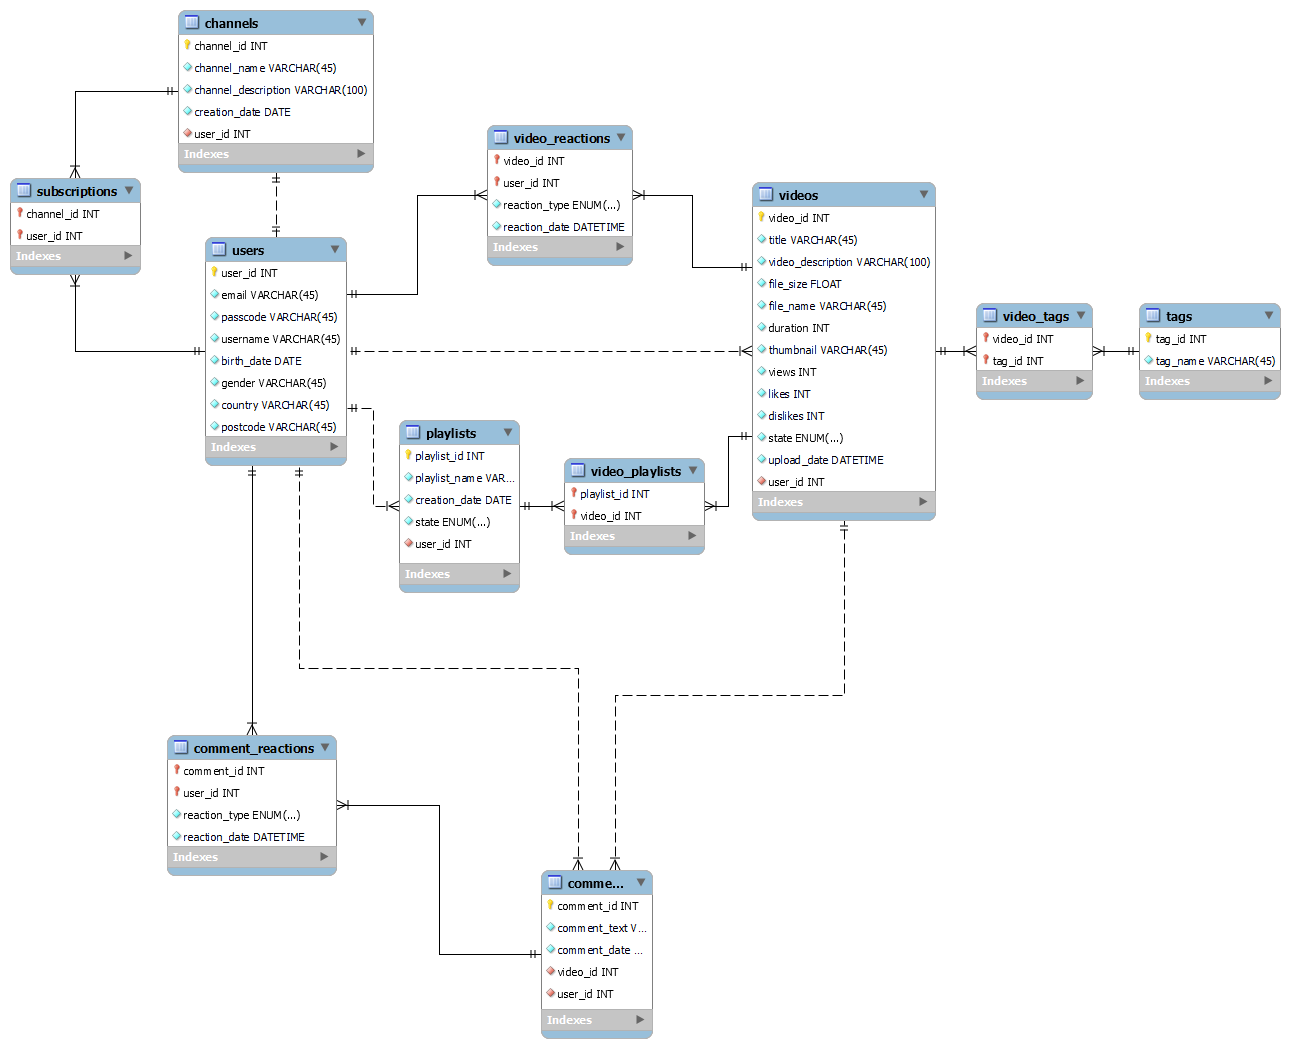 channels
channel_id INT
channel_name VARCHAR(45)
channel_description VARCHAR(100)
creation_date DATE
user_id INT
Indexes
subscriptions
channel_id INT
user_id INT
Indexes
users
user_id INT
email VARCHAR(45)
passcode VARCHAR(45)
username VARCHAR(45)
birth_date DATE
gender VARCHAR(45)
country VARCHAR(45)
postcode VARCHAR(45)
Indexes
video_reactions
video_id INT
user_id INT
reaction_type ENUM(...)
reaction_date DATETIME
Indexes
videos
video_id INT
title VARCHAR(45)
video_description VARCHAR(100)
file_size FLOAT
file_name VARCHAR(45)
duration INT
thumbnail VARCHAR(45)
views INT
likes INT
dislikes INT
state ENUM(...)
upload_date DATETIME
user_id INT
Indexes
video_tags
video_id INT
tag_id INT
Indexes
tags
tag_id INT
tag_name VARCHAR(45)
Indexes
playlists
playlist_id INT
playlist_name VAR...
creation_date DATE
state ENUM(...)
user_id INT
Indexes
video_playlists
playlist_id INT
video_id INT
Indexes
comment_reactions
comment_id INT
user_id INT
reaction_type ENUM(...)
reaction_date DATETIME
Indexes
comme...
comment_id INT
comment_text V...
comment_date ...
video_id INT
user_id INT
Indexes